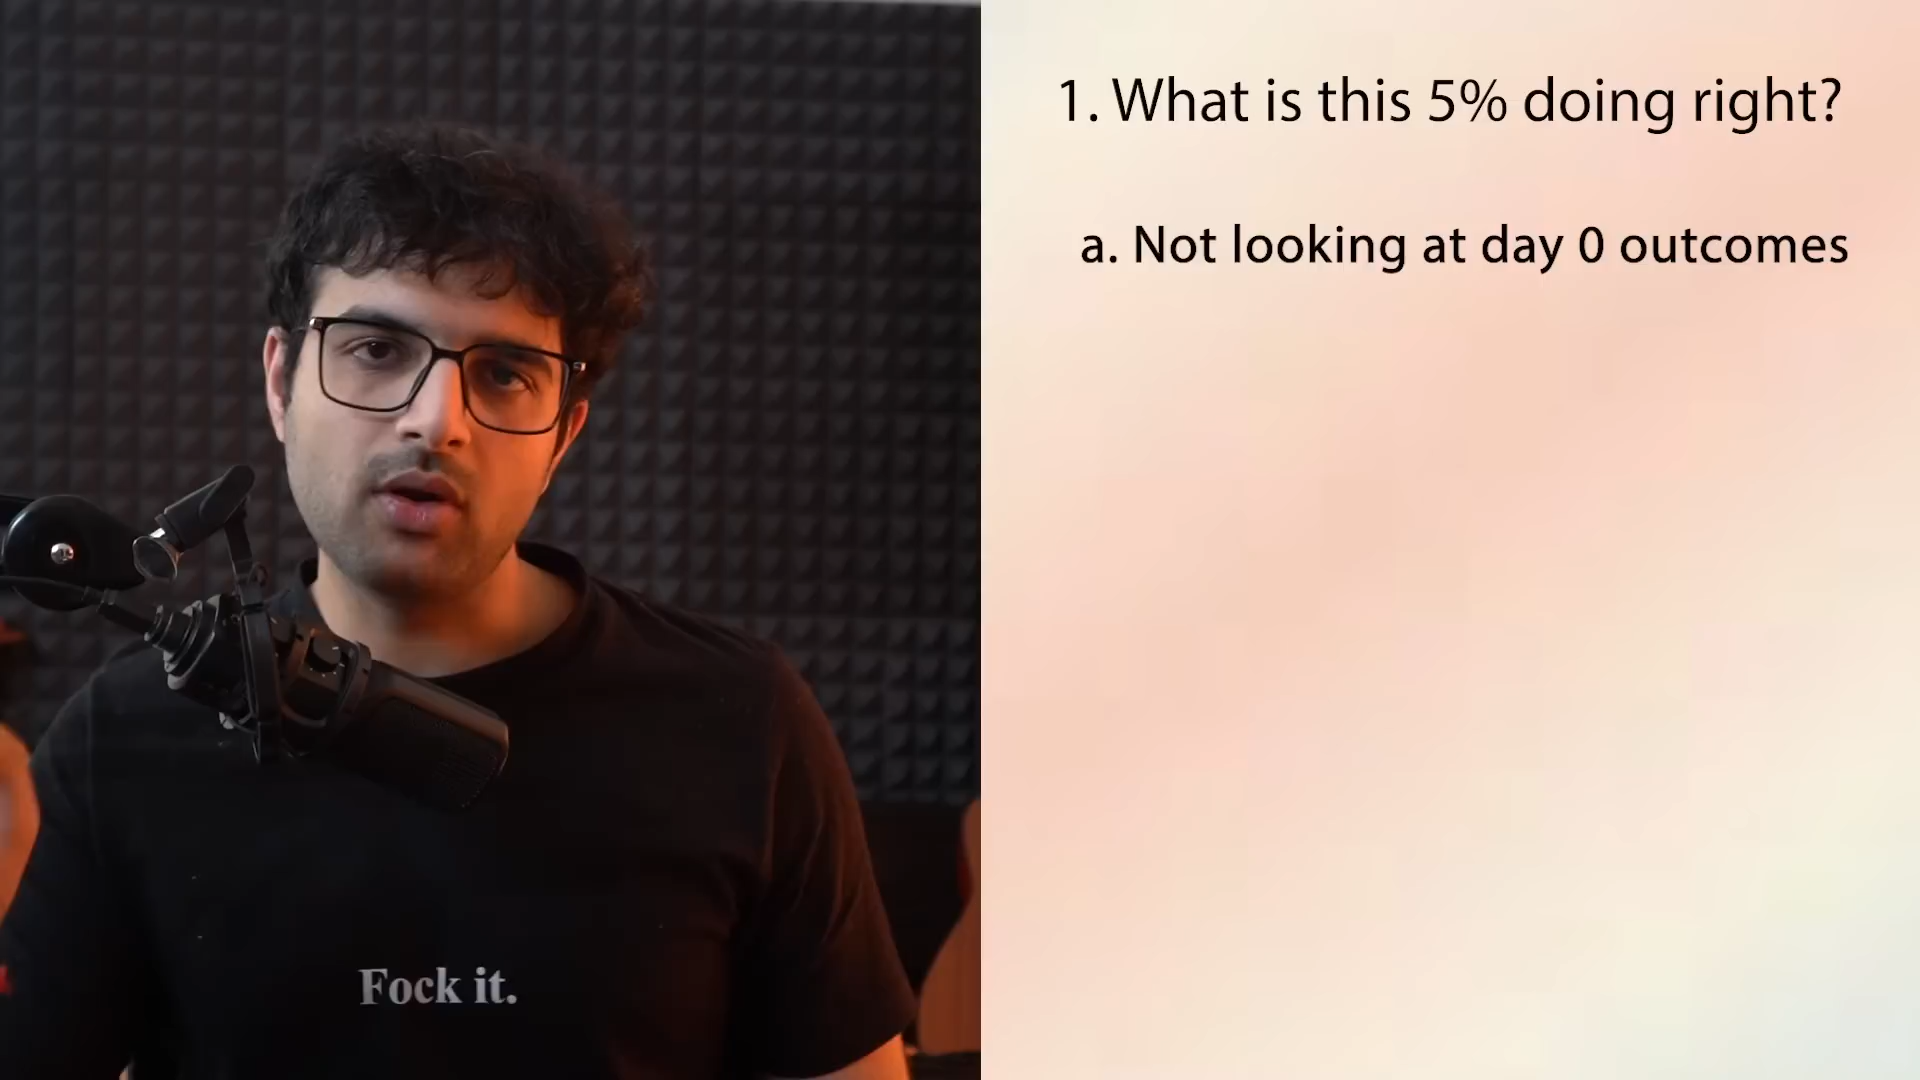 1. What is this 5% doing right?
a. Not looking at day 0 outcomes
Fock it.